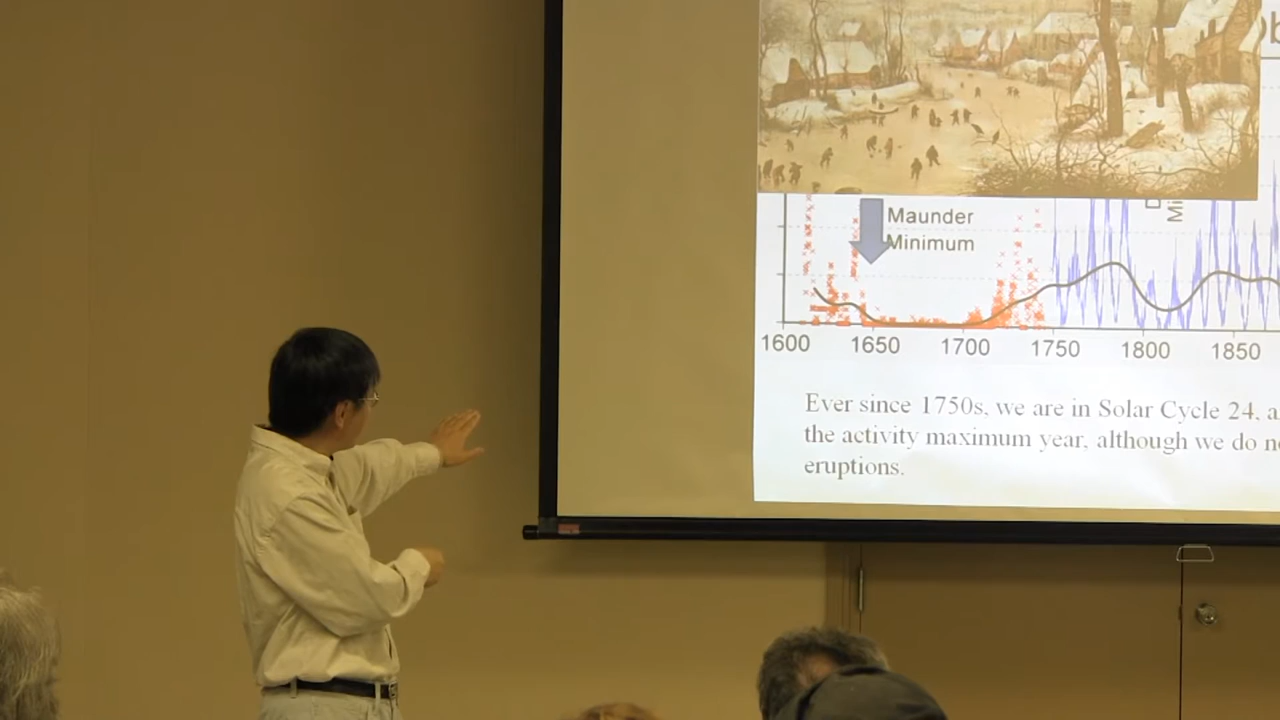 Maunder
Minimum
1600 1650 1700 1750 1800 1850
Ever since 1750s, we are in Solar Cycle 24, a
the activity maximum year, although we do n
eruptions.